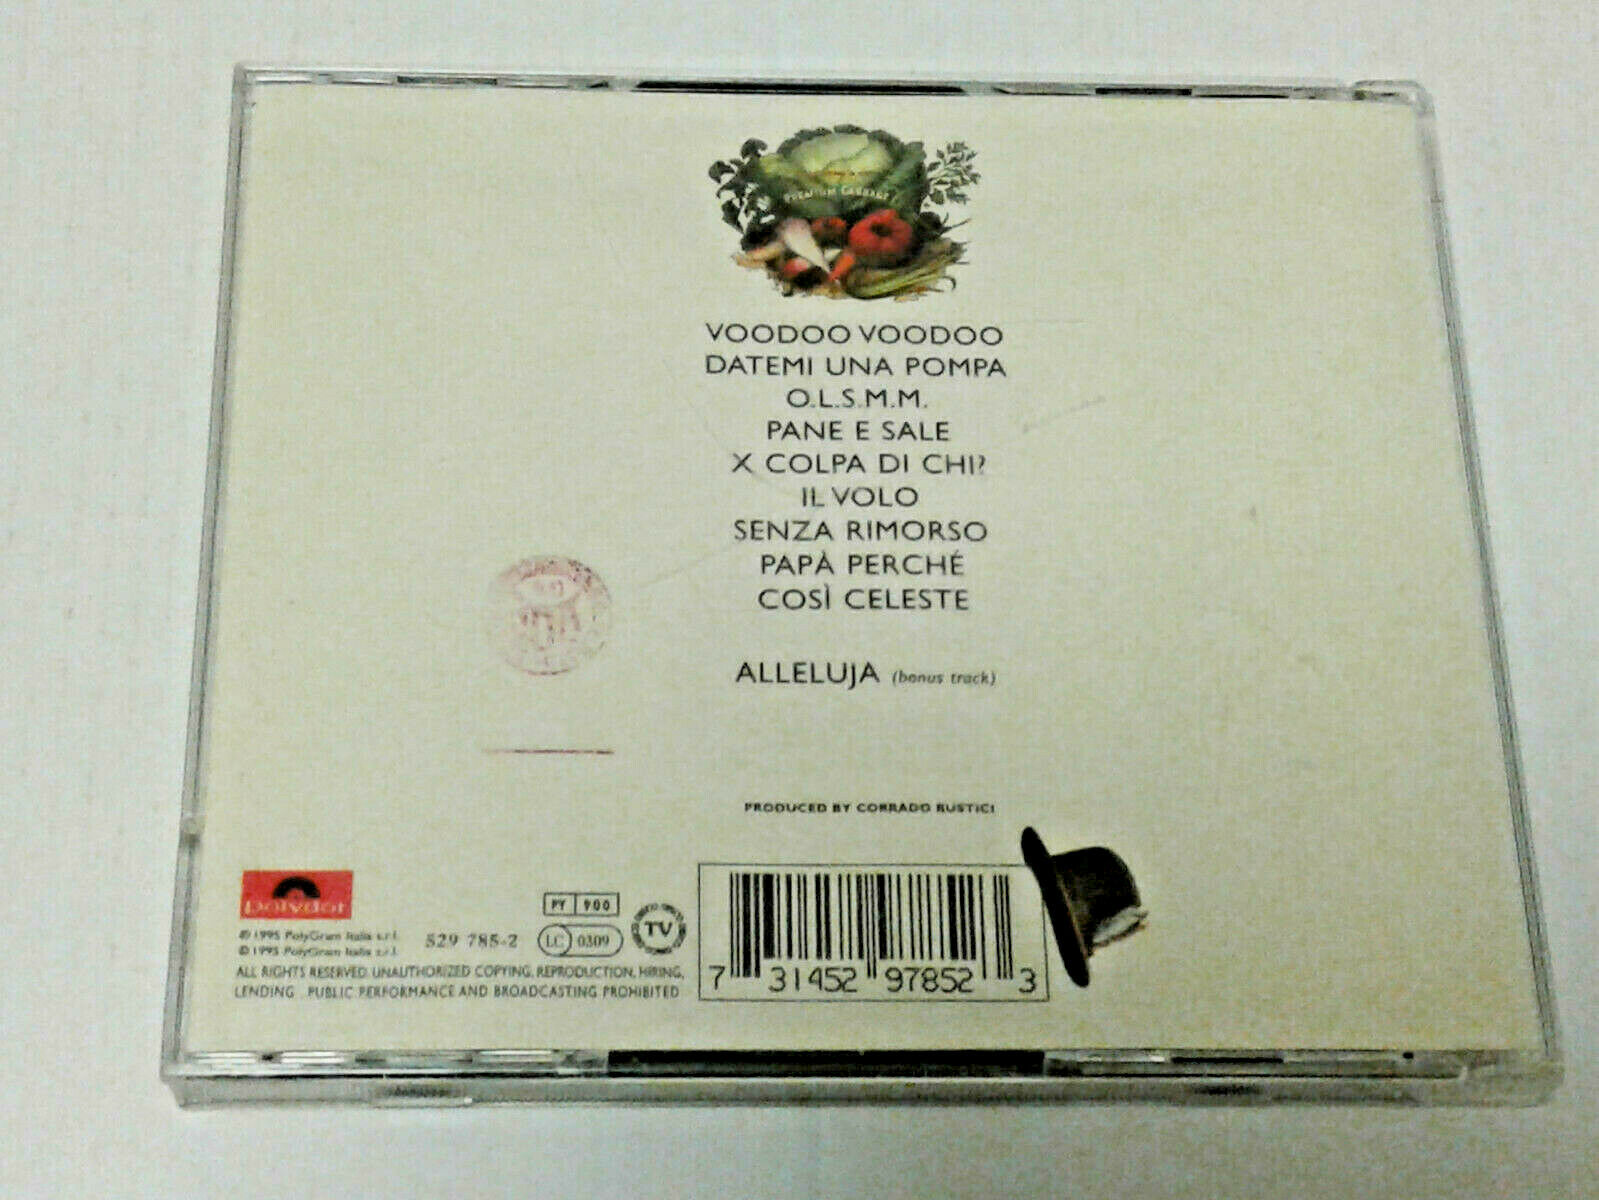 PREMIUM CABBAGE
VOODOO VOODOO
DATEMI UNA POMPA
O.L.S.M.M.
PANE E SALE
X COLPA DI CHI?
IL VOLO
SENZA RIMORSO
PAPÀ PERCHÉ
COSÌ CELESTE
ALLELUJA (bonus track)
PRODUCED BY CORRADO RUSTICI
polydor
℗ 1995 PolyGram Italia s.r.l.
© 1995 PolyGram Italia s.r.l.
529 785-2
PY 900
LC 0309
TV
ALL RIGHTS RESERVED. UNAUTHORIZED COPYING, REPRODUCTION, HIRING,
LENDING, PUBLIC PERFORMANCE AND BROADCASTING PROHIBITED
7 31452 97852 3